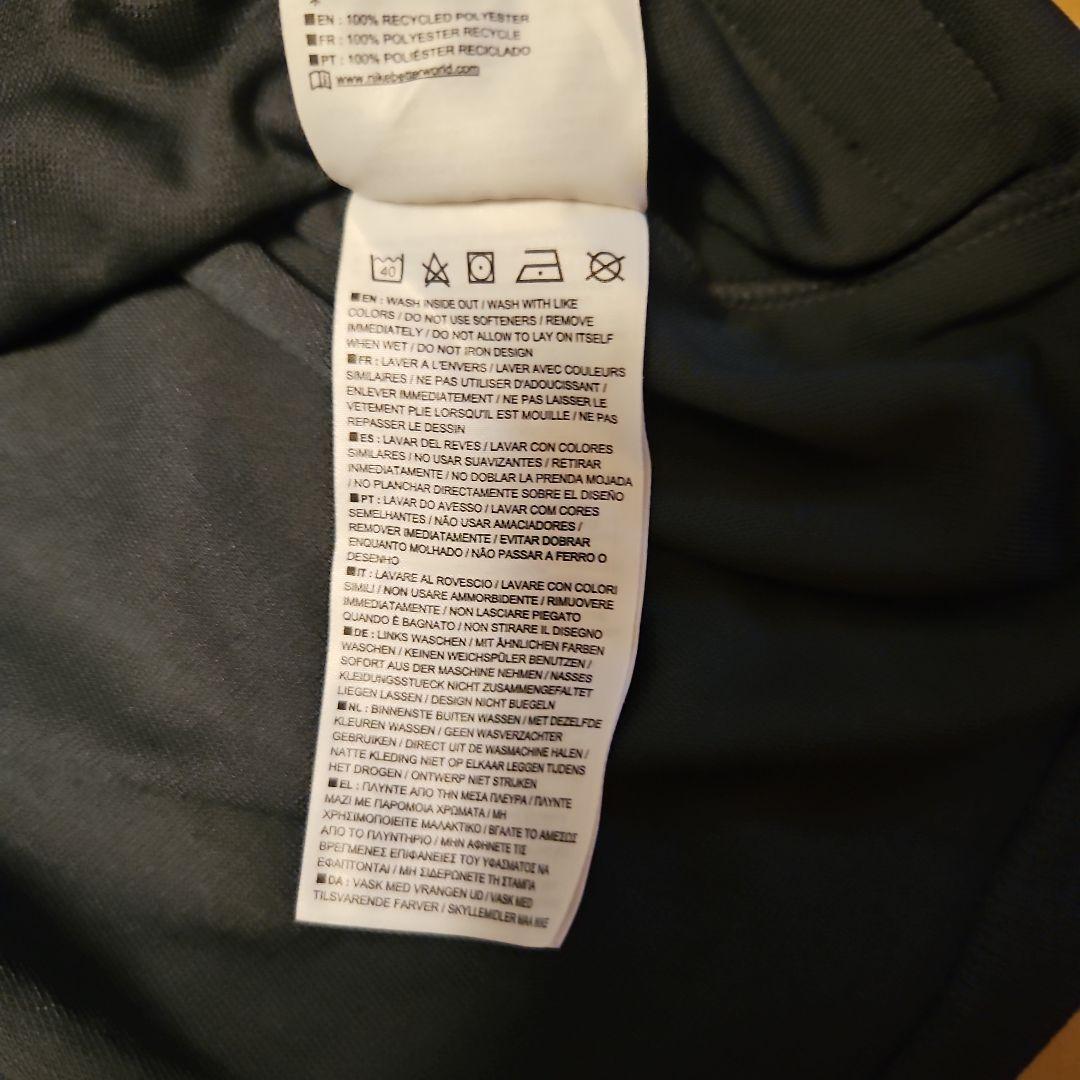 EN : 100% RECYCLED POLYESTER
FR : 100% POLYESTER RECYCLE
PT : 100% POLIÉSTER RECICLADO
www.nikebetterworld.com
40
EN : WASH INSIDE OUT / WASH WITH LIKE
COLORS / DO NOT USE SOFTENERS / REMOVE
IMMEDIATELY / DO NOT ALLOW TO LAY ON ITSELF
WHEN WET / DO NOT IRON DESIGN
FR : LAVER A L'ENVERS / LAVER AVEC COULEURS
SIMILAIRES / NE PAS UTILISER D'ADOUCISSANT /
ENLEVER IMMEDIATEMENT / NE PAS LAISSER LE
VETEMENT PLIE LORSQU'IL EST MOUILLE / NE PAS
REPASSER LE DESSIN
ES : LAVAR DEL REVES / LAVAR CON COLORES
SIMILARES / NO USAR SUAVIZANTES / RETIRAR
INMEDIATAMENTE / NO DOBLAR LA PRENDA MOJADA
/ NO PLANCHAR DIRECTAMENTE SOBRE EL DISEÑO
PT : LAVAR DO AVESSO / LAVAR COM CORES
SEMELHANTES / NÃO USAR AMACIADORES /
REMOVER IMEDIATAMENTE / EVITAR DOBRAR
ENQUANTO MOLHADO / NÃO PASSAR A FERRO O
DESENHO
IT : LAVARE AL ROVESCIO / LAVARE CON COLORI
SIMILI / NON USARE AMMORBIDENTE / RIMUOVERE
IMMEDIATAMENTE / NON LASCIARE PIEGATO
QUANDO È BAGNATO / NON STIRARE IL DISEGNO
DE : LINKS WASCHEN / MIT ÄHNLICHEN FARBEN
WASCHEN / KEINEN WEICHSPÜLER BENUTZEN /
SOFORT AUS DER MASCHINE NEHMEN / NASSES
KLEIDUNGSSTUECK NICHT ZUSAMMENGEFALTET
LIEGEN LASSEN / DESIGN NICHT BUEGELN
NL : BINNENSTE BUITEN WASSEN / MET DEZELFDE
KLEUREN WASSEN / GEEN WASVERZACHTER
GEBRUIKEN / DIRECT UIT DE WASMACHINE HALEN /
NATTE KLEDING NIET OP ELKAAR LEGGEN TIJDENS
HET DROGEN / ONTWERP NIET STRIJKEN
EL : ΠΛΥΝΤΕ ΑΠΟ ΤΗΝ ΜΕΣΑ ΠΛΕΥΡΑ / ΠΛΥΝΤΕ
ΜΑΖΙ ΜΕ ΠΑΡΟΜΟΙΑ ΧΡΩΜΑΤΑ / ΜΗ
ΧΡΗΣΙΜΟΠΟΙΕΙΤΕ ΜΑΛΑΚΤΙΚΟ / ΒΓΑΛΤΕ ΤΟ ΑΜΕΣΩΣ
ΑΠΟ ΤΟ ΠΛΥΝΤΗΡΙΟ / ΜΗΝ ΑΦΗΝΕΤΕ ΤΙΣ
ΒΡΕΓΜΕΝΕΣ ΕΠΙΦΑΝΕΙΕΣ ΤΟΥ ΥΦΑΣΜΑΤΟΣ ΝΑ
ΕΦΑΠΤΟΝΤΑΙ / ΜΗ ΣΙΔΕΡΩΝΕΤΕ ΤΗ ΣΤΑΜΠΑ
DA : VASK MED VRANGEN UD / VASK MED
TILSVARENDE FARVER / SKYLLEMIDLER MAA IKKE